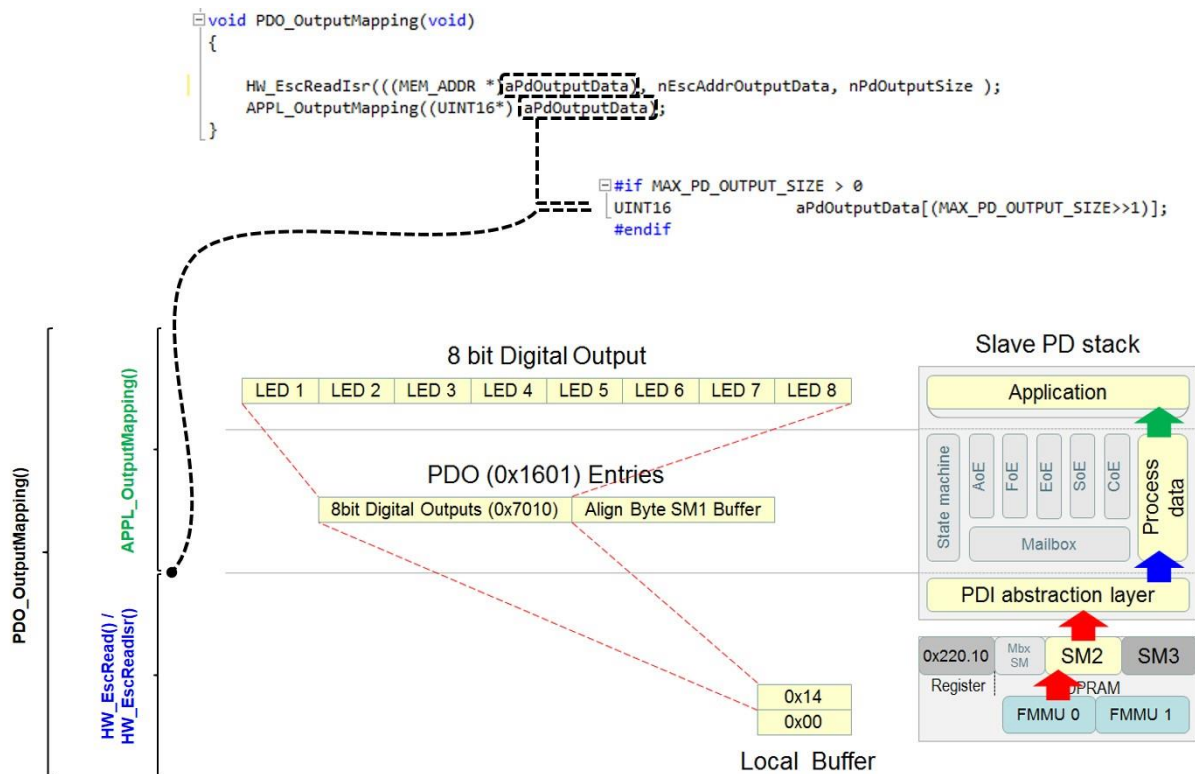 void PDO_OutputMapping(void)
{
HW_EscReadIsr(((MEM_ADDR *)aPdOutputData), nEscAddrOutputData, nPdOutputSize );
APPL_OutputMapping((UINT16*) aPdOutputData);
}
#if MAX_PD_OUTPUT_SIZE > 0
UINT16 aPdOutputData[(MAX_PD_OUTPUT_SIZE>>1)];
#endif
PDO_OutputMapping()
APPL_OutputMapping()
HW_EscRead() /
HW_EscReadIsr()
8 bit Digital Output
LED 1 LED 2 LED 3 LED 4 LED 5 LED 6 LED 7 LED 8
PDO (0x1601) Entries
8bit Digital Outputs (0x7010) Align Byte SM1 Buffer
0x14
0x00
Local Buffer
Slave PD stack
Application
State machine
AoE
FoE
EoE
SoE
CoE
Mailbox
Process
data
PDI abstraction layer
0x220.10
Mbx
SM
SM2
SM3
Register
DPRAM
FMMU 0
FMMU 1